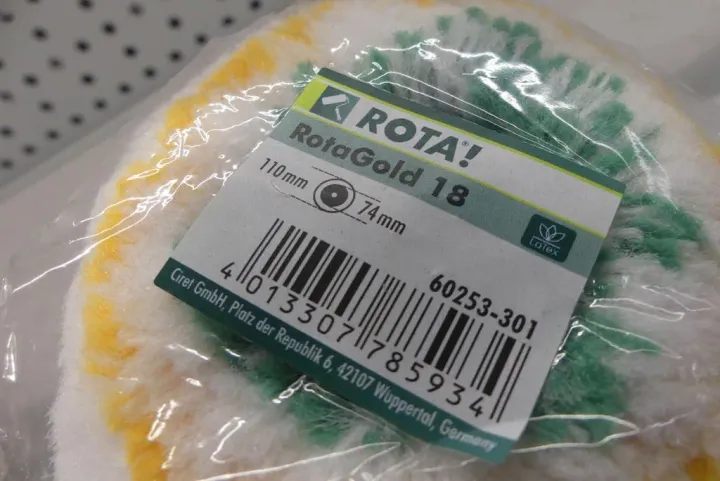 ROTA!®
RotaGold 18
110mm
74mm
Latex
60253-301
4 013307 785934
Ciret GmbH, Platz der Republik 6, 42107 Wuppertal, Germany